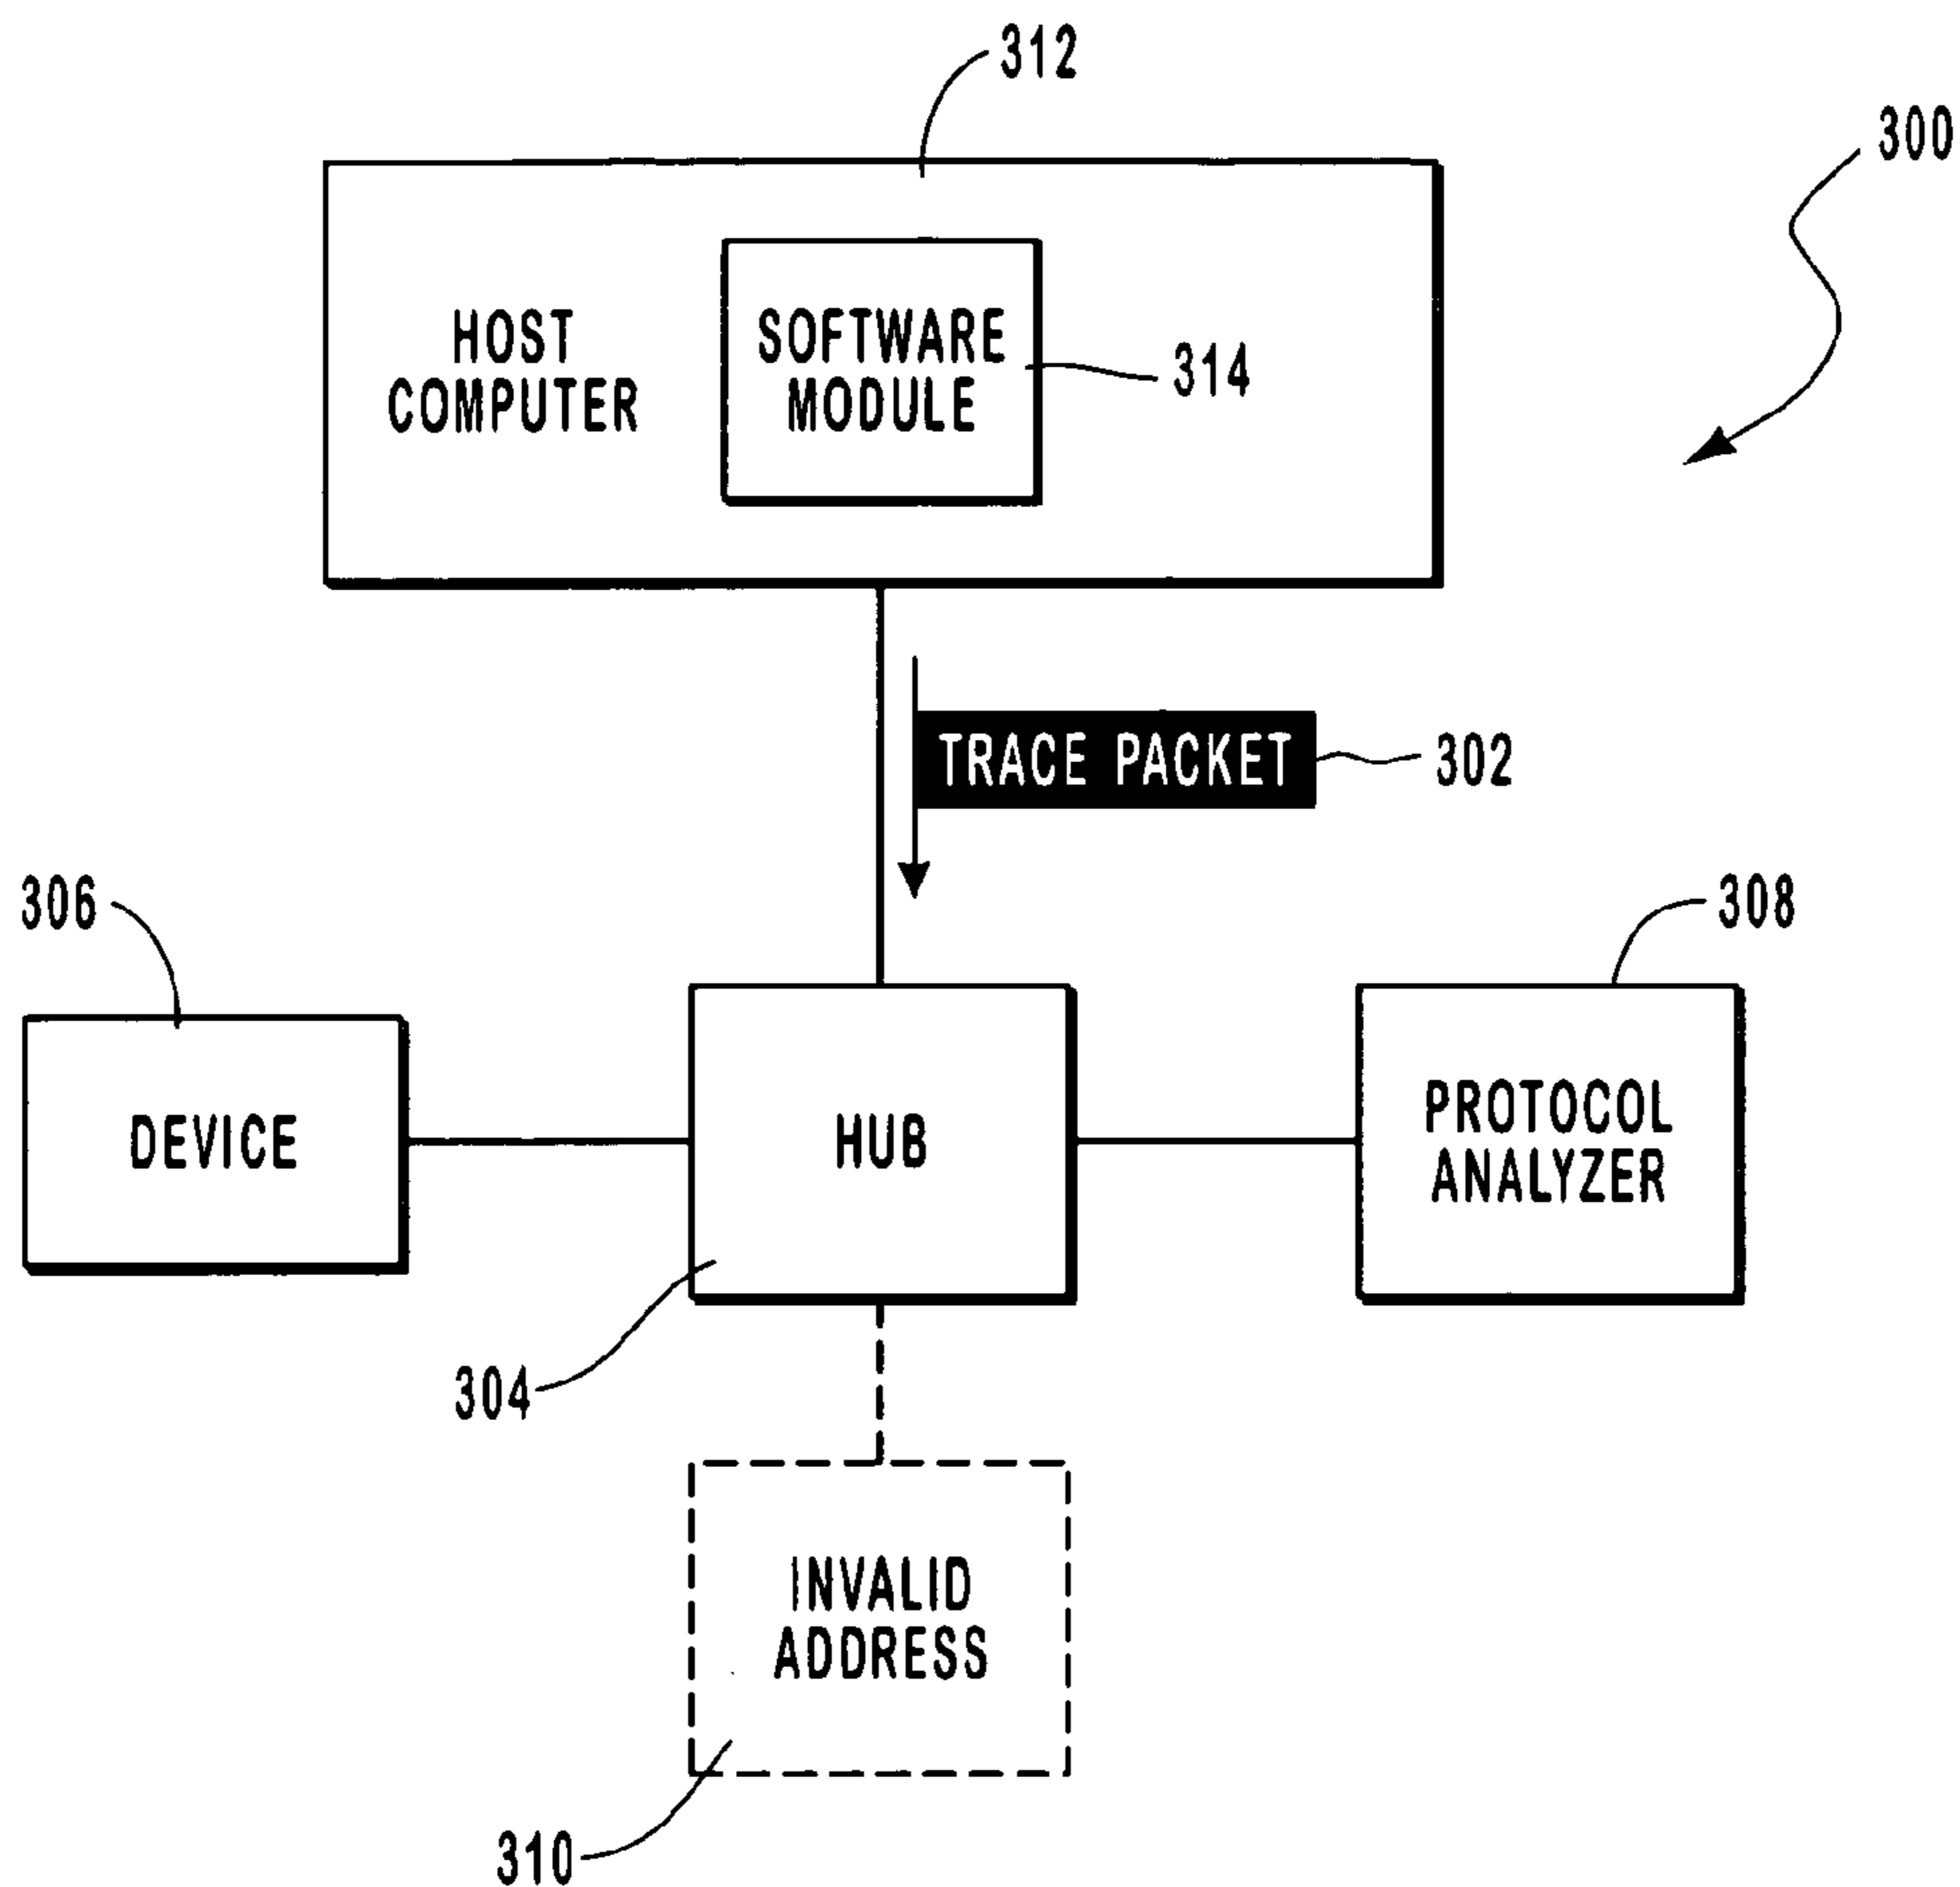 312
300
HOST
COMPUTER
SOFTWARE
MODULE
314
TRACE PACKET
302
306
308
DEVICE
HUB
PROTOCOL
ANALYZER
304
INVALID
ADDRESS
310